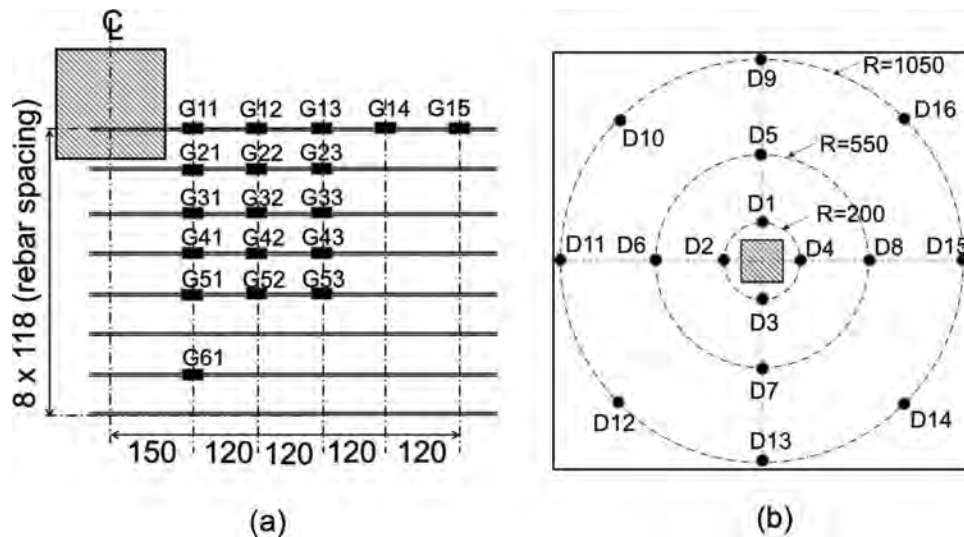 ℄
G11 G12 G13 G14 G15
G21 G22 G23
G31 G32 G33
G41 G42 G43
G51 G52 G53
G61
8 x 118 (rebar spacing)
150 120 120 120 120
(a)
D9
R=1050
D10
D16
D5
R=550
D1
R=200
D11 D6 D2 D4 D8 D15
D3
D7
D12
D14
D13
(b)